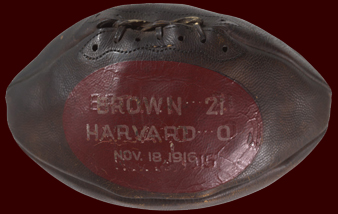 BROWN 21
HARVARD 0
NOV. 18, 1916